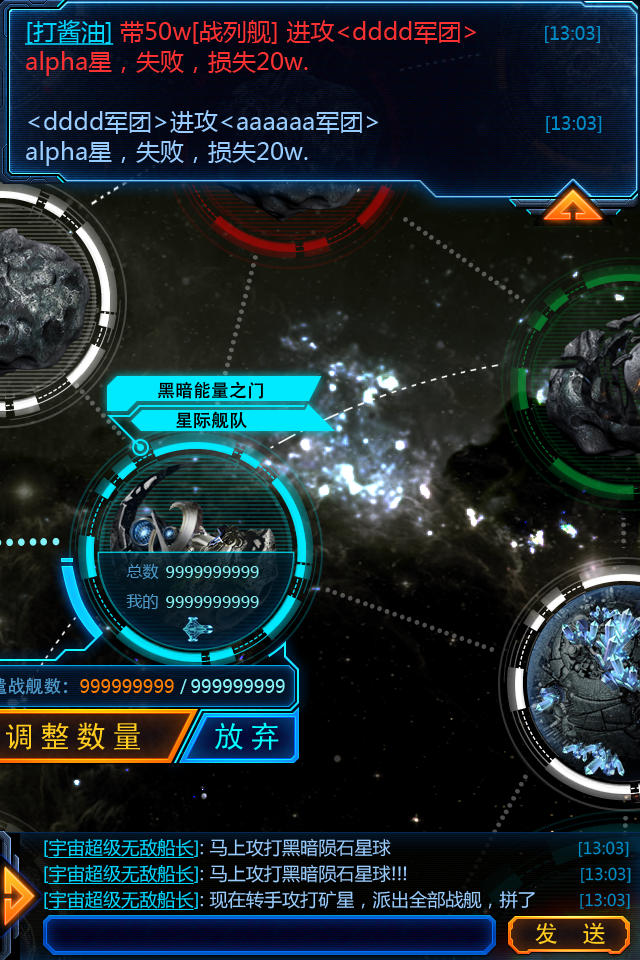 [打酱油] 带50w[战列舰] 进攻<dddd军团> [13:03]
alpha星，失败，损失20w.
<dddd军团>进攻<aaaaaa军团> [13:03]
alpha星，失败，损失20w.
黑暗能量之门
星际舰队
总数 9999999999
我的 9999999999
战舰数：999999999 / 999999999
调整数量 放弃
[宇宙超级无敌船长]: 马上攻打黑暗陨石星球 [13:03]
[宇宙超级无敌船长]: 马上攻打黑暗陨石星球!!! [13:03]
[宇宙超级无敌船长]: 现在转手攻打矿星，派出全部战舰，拼了 [13:03]
发 送